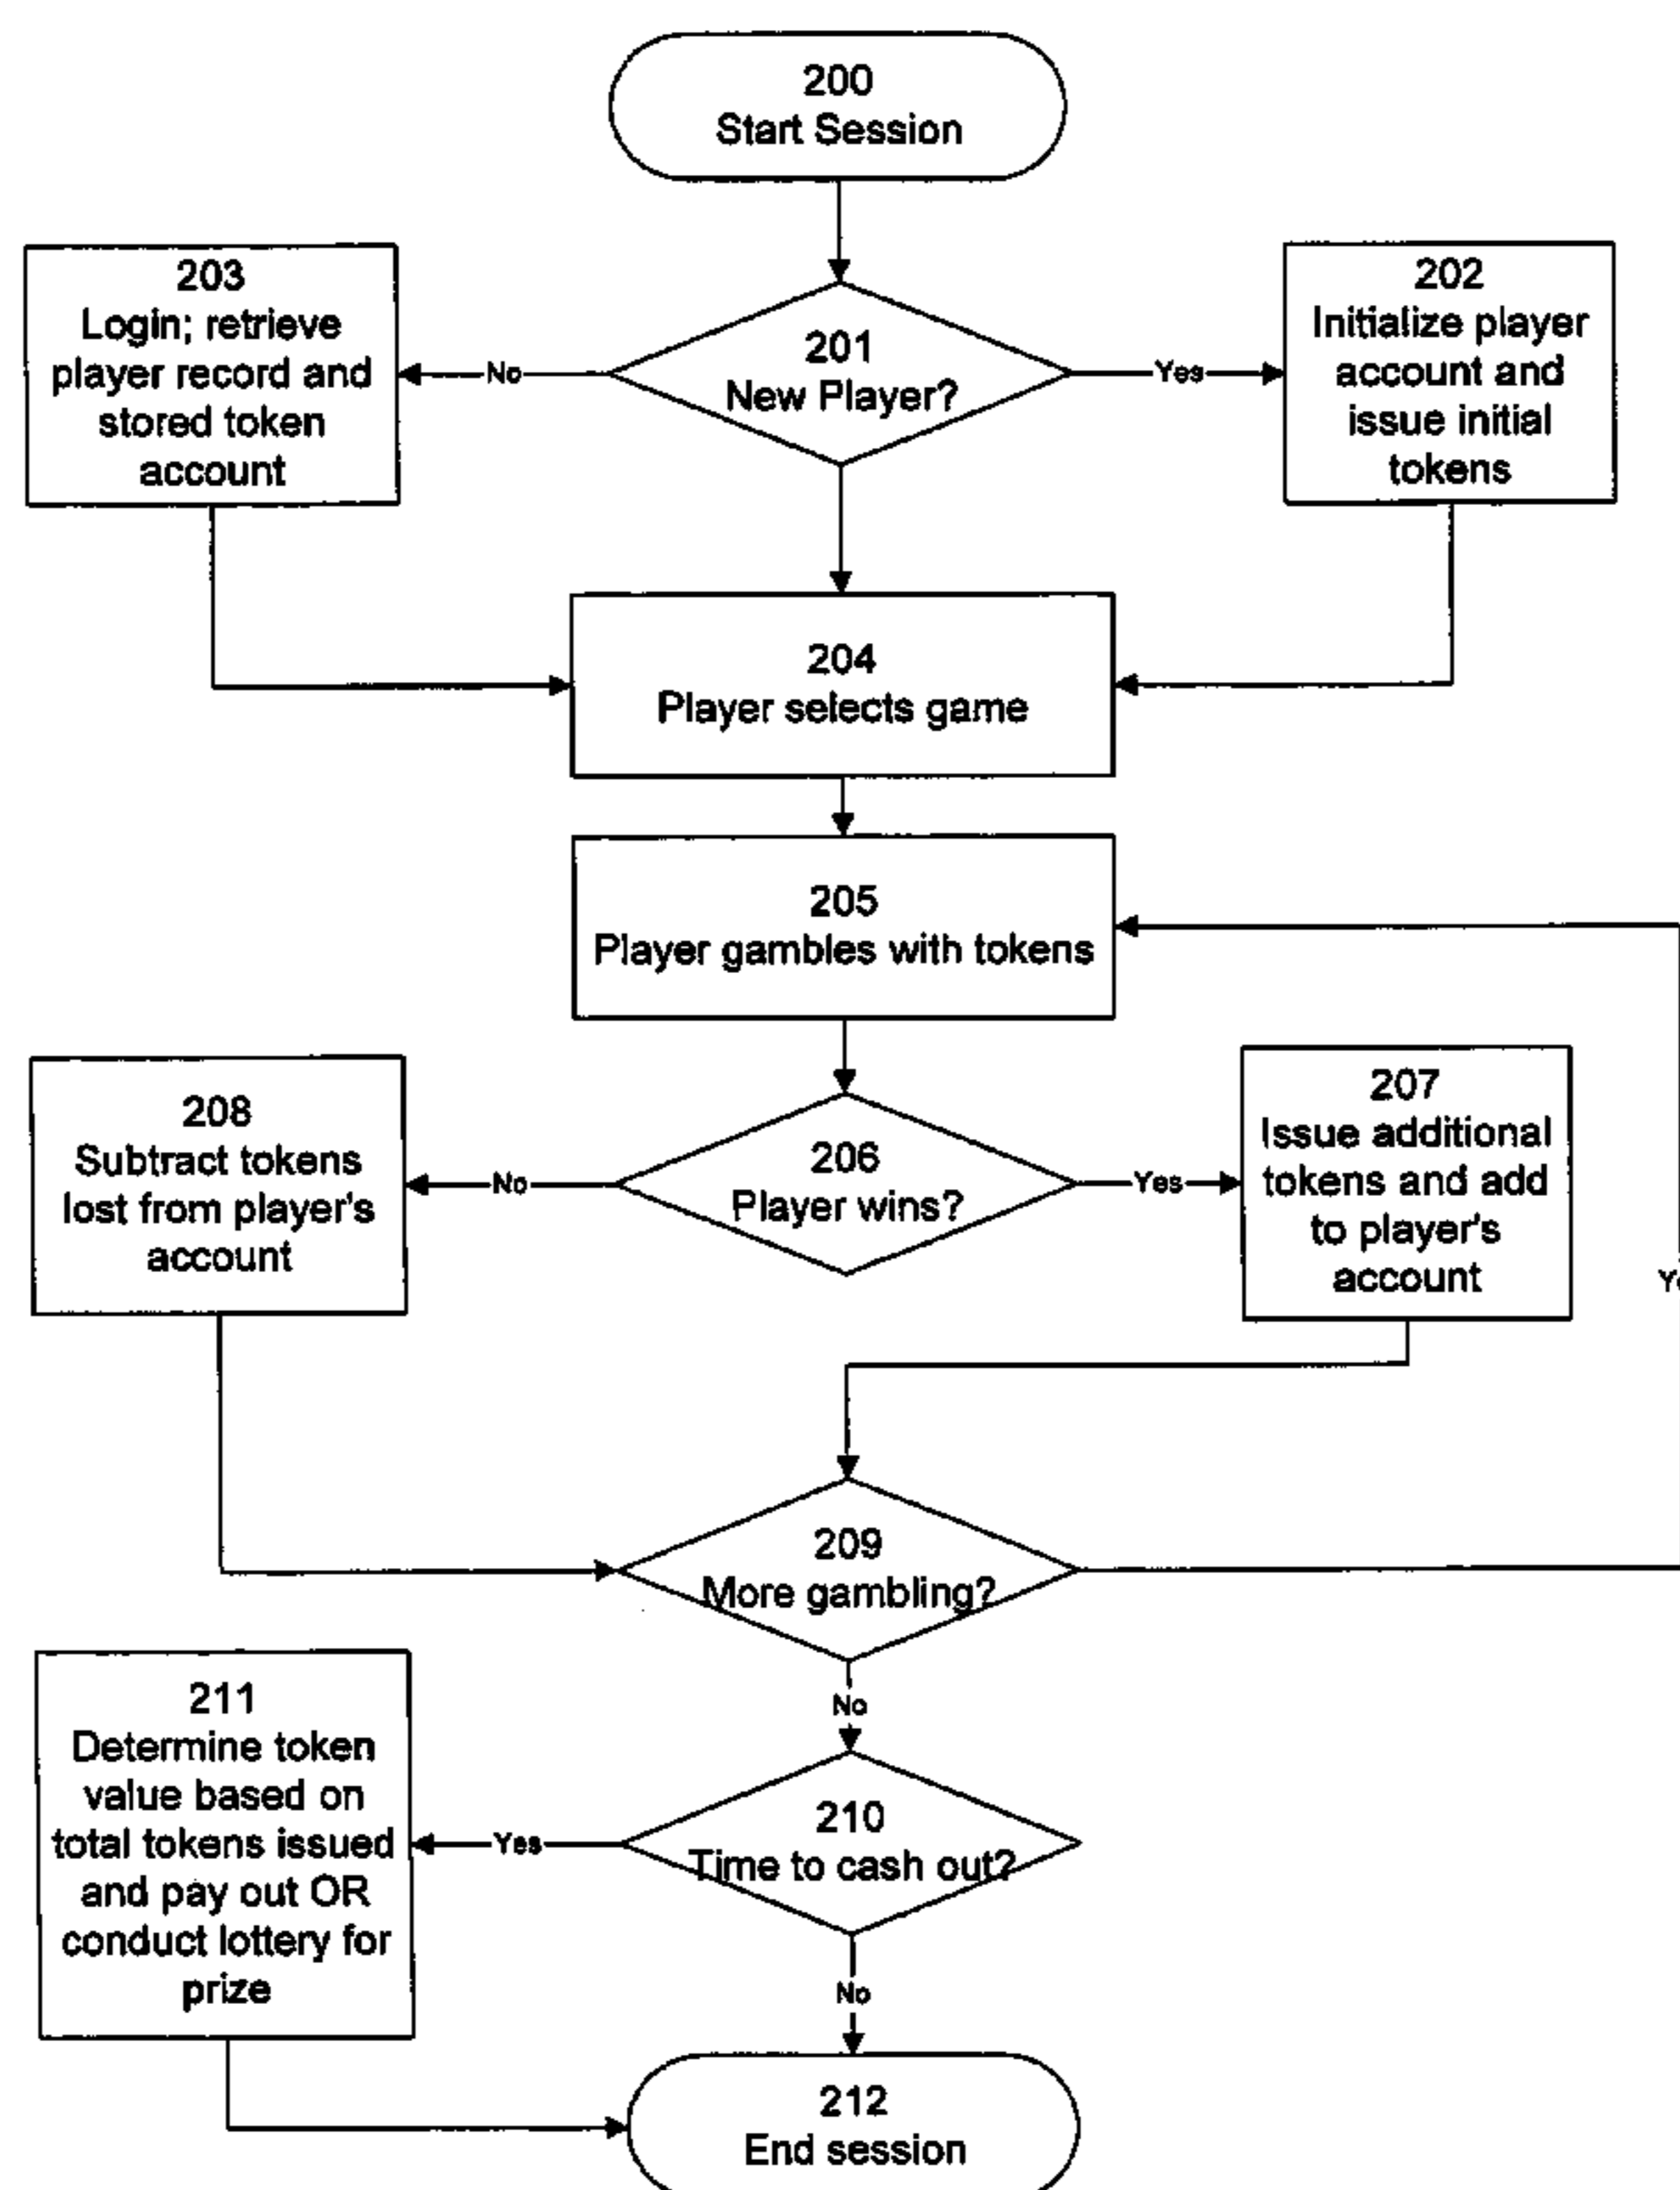 200
Start Session
203
Login; retrieve
player record and
stored token
account
No
201
New Player?
Yes
202
Initialize player
account and
issue initial
tokens
204
Player selects game
205
Player gambles with tokens
208
Subtract tokens
lost from player's
account
No
206
Player wins?
Yes
207
Issue additional
tokens and add
to player's
account
209
More gambling?
No
211
Determine token
value based on
total tokens issued
and pay out OR
conduct lottery for
prize
Yes
210
Time to cash out?
No
212
End session